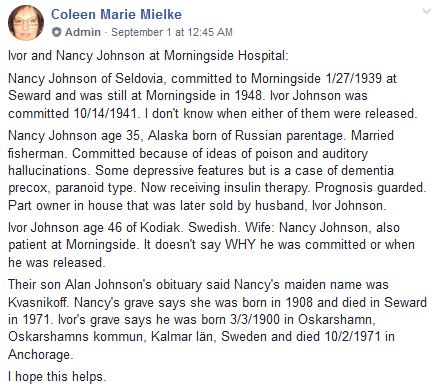 Coleen Marie Mielke
Admin · September 1 at 12:45 AM
Ivor and Nancy Johnson at Morningside Hospital:
Nancy Johnson of Seldovia, committed to Morningside 1/27/1939 at
Seward and was still at Morningside in 1948. Ivor Johnson was
committed 10/14/1941. I don't know when either of them were released.
Nancy Johnson age 35, Alaska born of Russian parentage. Married
fisherman. Committed because of ideas of poison and auditory
hallucinations. Some depressive features but is a case of dementia
precox, paranoid type. Now receiving insulin therapy. Prognosis guarded.
Part owner in house that was later sold by husband, Ivor Johnson.
Ivor Johnson age 46 of Kodiak. Swedish. Wife: Nancy Johnson, also
patient at Morningside. It doesn't say WHY he was committed or when
he was released.
Their son Alan Johnson's obituary said Nancy's maiden name was
Kvasnikoff. Nancy's grave says she was born in 1908 and died in Seward
in 1971. Ivor's grave says he was born 3/3/1900 in Oskarshamn,
Oskarshamns kommun, Kalmar län, Sweden and died 10/2/1971 in
Anchorage.
I hope this helps.